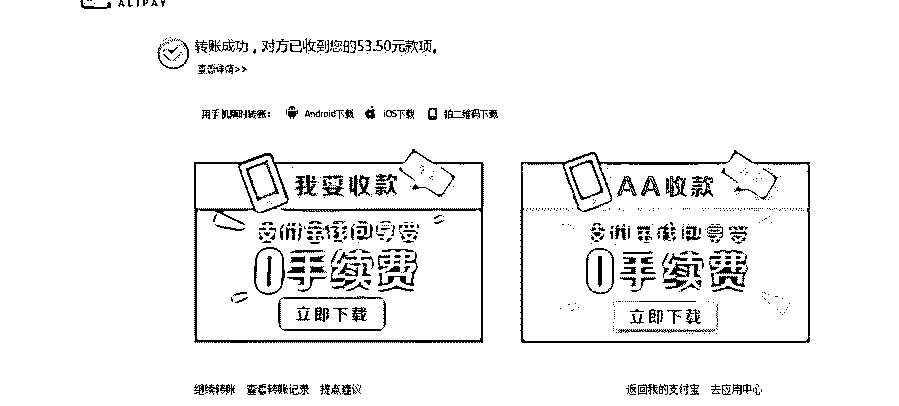 ALIPAY
转账成功，对方已收到您的53.50元款项。
查看详情>>
用手机随时转账： Android下载 iOS下载 拍二维码下载
我要收款
支付宝钱包享受
0手续费
立即下载
AA收款
支付宝钱包享受
0手续费
立即下载
继续转账 查看转账记录 提点建议 返回我的支付宝 去应用中心